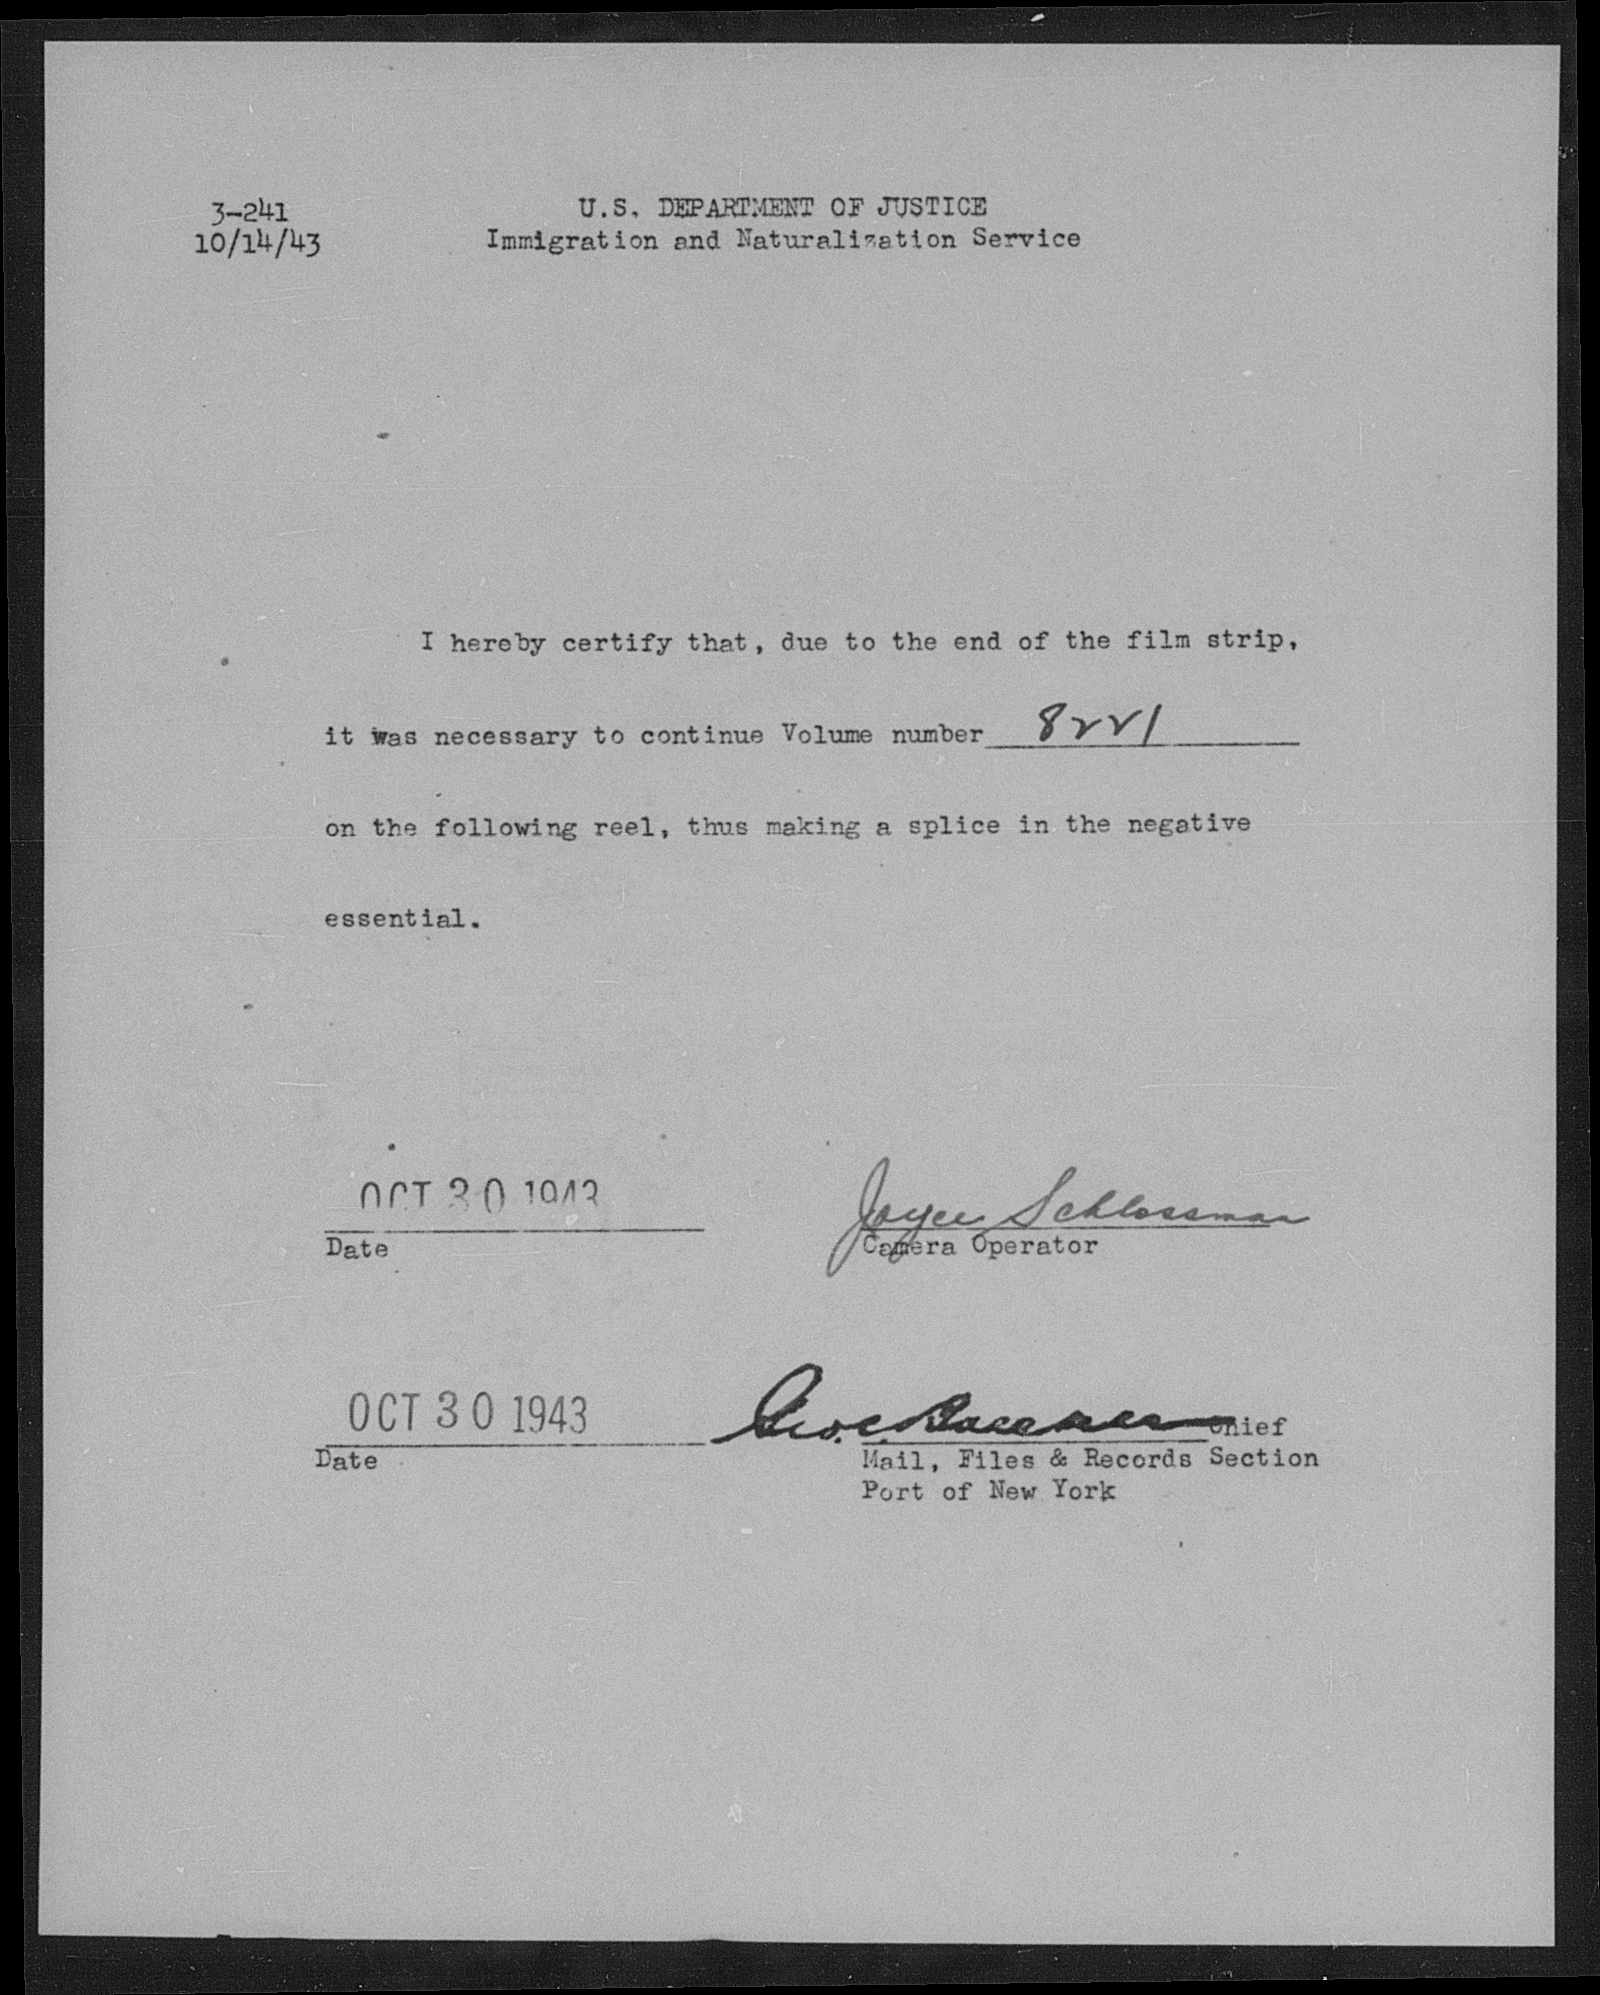 3-241
10/14/43
U.S. DEPARTMENT OF JUSTICE
Immigration and Naturalization Service
I hereby certify that, due to the end of the film strip,
it was necessary to continue Volume number 8221
on the following reel, thus making a splice in the negative
essential.
OCT 30 1943
Date
Joyce Schlossman
Camera Operator
OCT 30 1943
Date
Geo. C. Chief
Mail, Files & Records Section
Port of New York